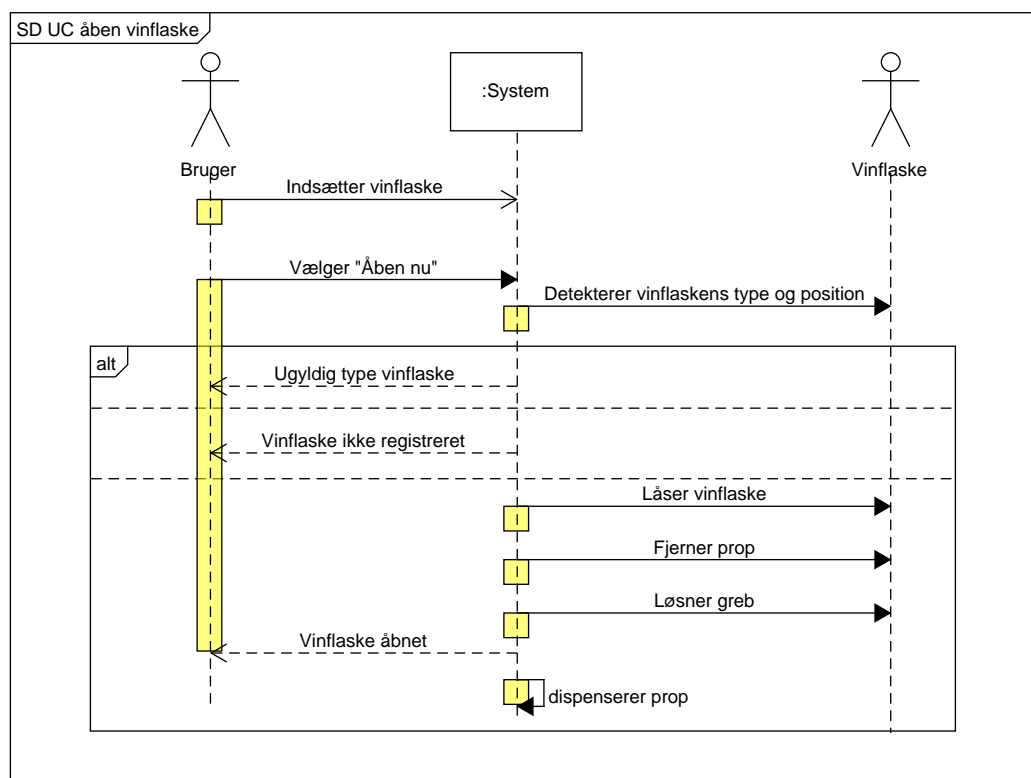 SD UC åben vinflaske
:System
Bruger
Vinflaske
Indsætter vinflaske
Vælger "Åben nu"
Detekterer vinflaskens type og position
alt
Ugyldig type vinflaske
Vinflaske ikke registreret
Låser vinflaske
Fjerner prop
Løsner greb
Vinflaske åbnet
dispenserer prop